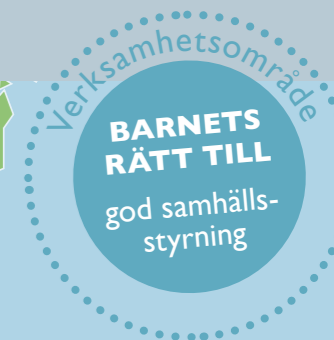 Verksamhetsområde
BARNETS
RÄTT TILL
god samhälls-
styrning